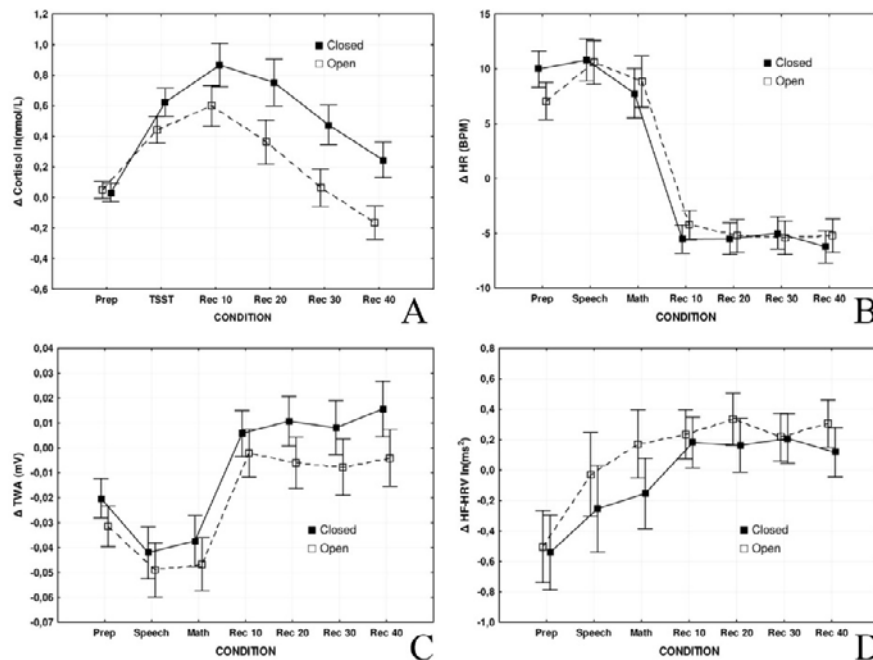 1,2
1,0
0,8
0,6
0,4
0,2
0,0
-0,2
-0,4
-0,6
Δ Cortisol ln(nmol/L)
Closed
Open
Prep TSST Rec 10 Rec 20 Rec 30 Rec 40
CONDITION
A
15
10
5
0
-5
-10
Δ HR (BPM)
Closed
Open
Prep Speech Math Rec 10 Rec 20 Rec 30 Rec 40
CONDITION
B
0,04
0,03
0,02
0,01
0,00
-0,01
-0,02
-0,03
-0,04
-0,05
-0,06
-0,07
Δ TWA (mV)
Closed
Open
Prep Speech Math Rec 10 Rec 20 Rec 30 Rec 40
CONDITION
C
0,8
0,6
0,4
0,2
0,0
-0,2
-0,4
-0,6
-0,8
-1,0
Δ HF-HRV ln(ms²)
Closed
Open
Prep Speech Math Rec 10 Rec 20 Rec 30 Rec 40
CONDITION
D